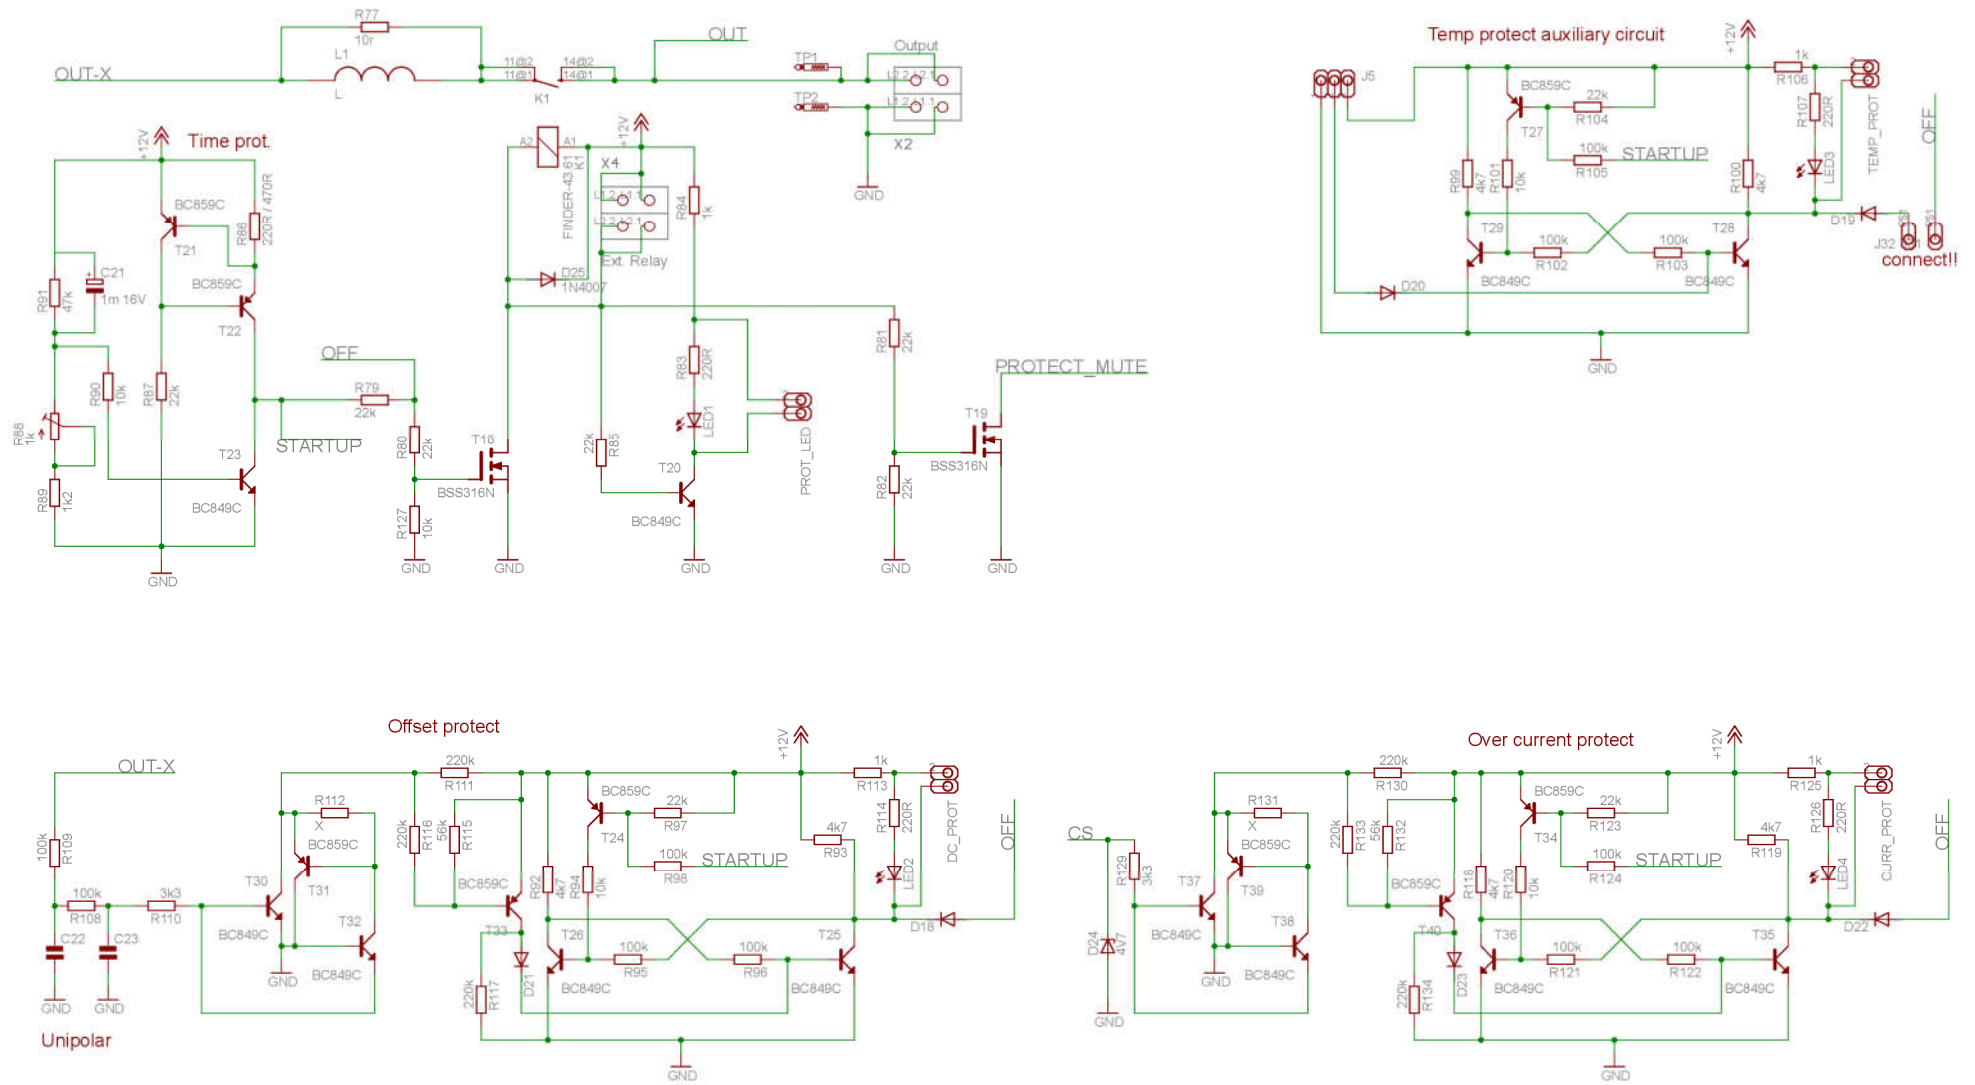 R77
10r
L1
L
OUT-X
11@2
11@1
14@2
14@1
K1
OUT
TP1
TP2
Output
X2
GND
+12V
Time prot.
BC859C
T21
R86
220R / 470R
C21
1m 16V
R91
47k
BC859C
T22
R90
10k
R87
22k
R88
1k
R89
1k2
T23
BC849C
GND
STARTUP
OFF
R79
22k
R80
22k
R127
10k
GND
T18
BSS316N
GND
A2
A1
K1
FINDER-43.61
+12V
X4
Ext. Relay
D25
1N4007
R84
1k
R83
220R
LED1
22k
R85
T20
BC849C
GND
PROT_LED
R81
22k
R82
22k
GND
PROTECT_MUTE
T19
BSS316N
GND
Temp protect auxiliary circuit
+12V
J5
BC859C
T27
22k
R104
100k
R105
STARTUP
R99
4k7
R101
10k
R100
4k7
1k
R106
R107
220R
LED3
TEMP_PROT
OFF
D19
J32
connect!!
T29
BC849C
100k
R102
100k
R103
T28
BC849C
D20
GND
Offset protect
OUT-X
100k
R109
100k
R108
3k3
R110
C22
C23
GND
GND
Unipolar
R112
X
BC859C
T31
T30
BC849C
T32
BC849C
GND
220k
R111
220k
R116
56k
R115
BC859C
T33
220k
R117
D21
R92
4k7
R94
10k
BC859C
T24
22k
R97
100k
R98
STARTUP
+12V
4k7
R93
1k
R113
R114
220R
LED2
DC_PROT
OFF
D18
T26
BC849C
100k
R95
100k
R96
T25
BC849C
GND
Over current protect
CS
R129
3k3
D24
4V7
GND
R131
X
BC859C
T39
T37
BC849C
T38
BC849C
GND
220k
R130
220k
R133
56k
R132
BC859C
T40
220k
R134
D23
R118
4k7
R120
10k
BC859C
T34
22k
R123
100k
R124
STARTUP
+12V
4k7
R119
1k
R125
R126
220R
LED4
CURR_PROT
OFF
D22
T36
BC849C
100k
R121
100k
R122
T35
BC849C
GND